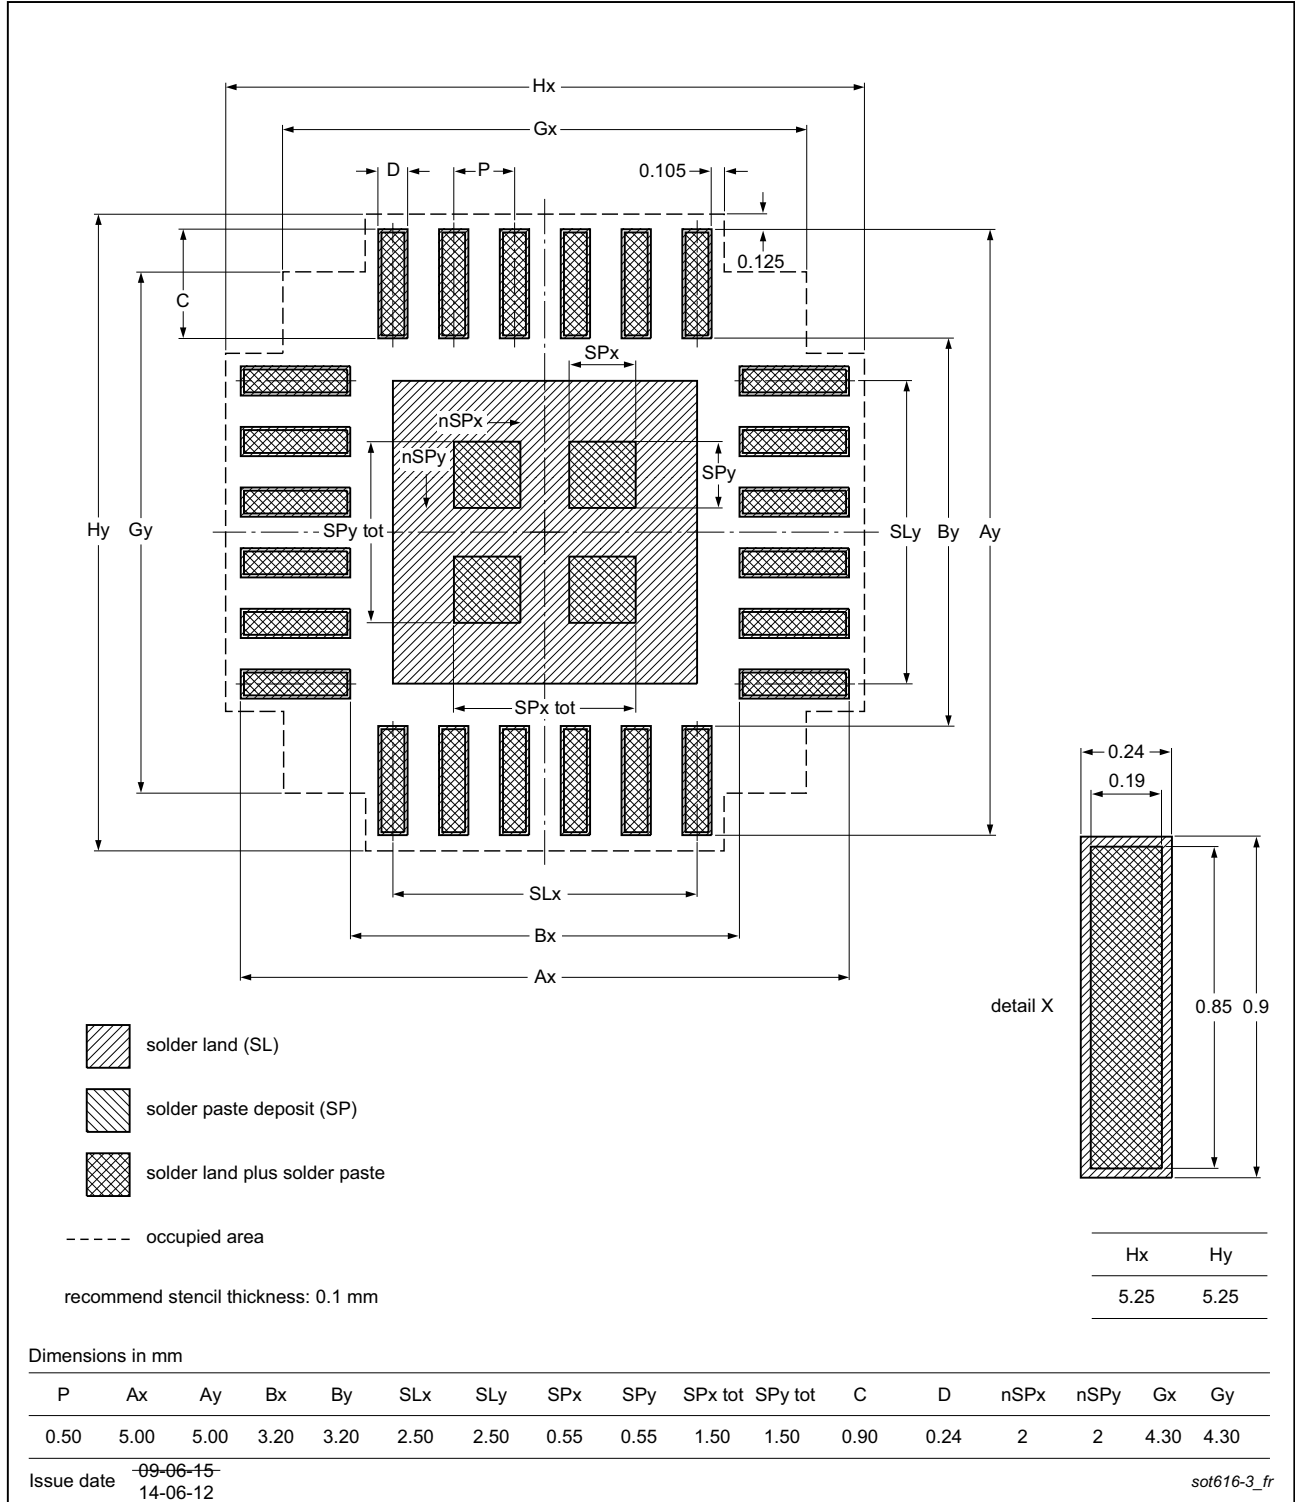 Hx
Gx
D
P
0.105
0.125
C
SPx
nSPx
nSPy
SPy
Hy
Gy
SPy tot
SLy
By
Ay
SPx tot
SLx
Bx
Ax
0.24
0.19
detail X
0.85
0.9
solder land (SL)
solder paste deposit (SP)
solder land plus solder paste
occupied area
recommend stencil thickness: 0.1 mm
Hx Hy
5.25 5.25
Dimensions in mm
P Ax Ay Bx By SLx SLy SPx SPy SPx tot SPy tot C D nSPx nSPy Gx Gy
0.50 5.00 5.00 3.20 3.20 2.50 2.50 0.55 0.55 1.50 1.50 0.90 0.24 2 2 4.30 4.30
Issue date 09-06-15
14-06-12
sot616-3_fr